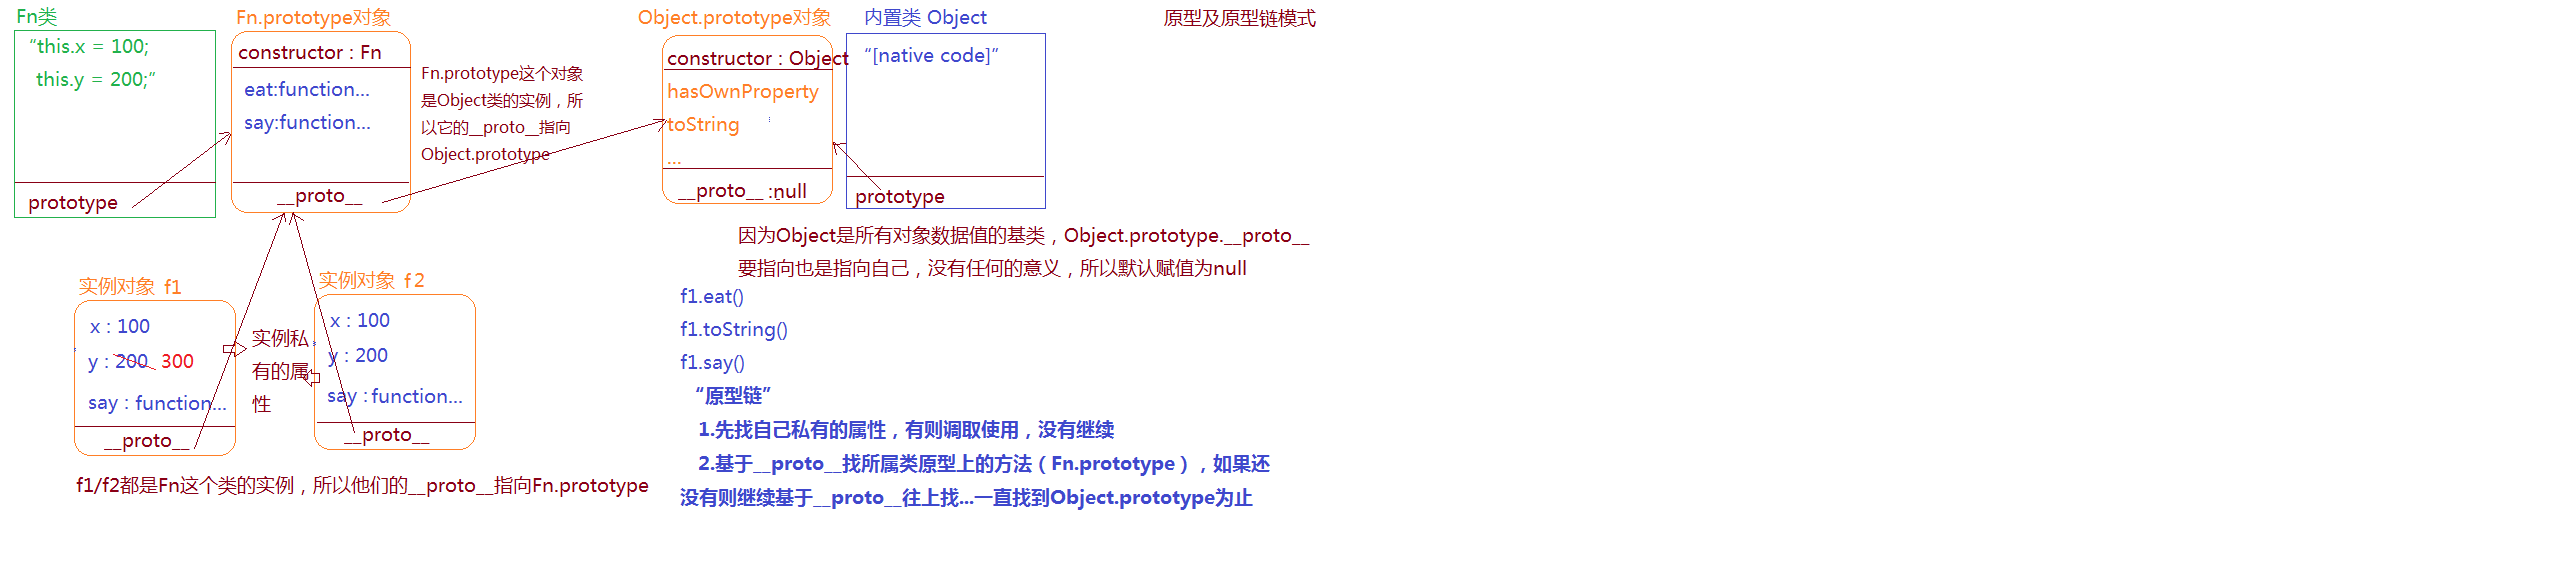 Fn类
“this.x = 100;
this.y = 200;”
prototype
Fn.prototype对象
constructor : Fn
eat:function...
say:function...
__proto__
Fn.prototype这个对象
是Object类的实例，所
以它的__proto__指向
Object.prototype
Object.prototype对象
constructor : Object
hasOwnProperty
toString
...
__proto__ :null
内置类 Object
“[native code]”
prototype
原型及原型链模式
因为Object是所有对象数据值的基类，Object.prototype.__proto__
要指向也是指向自己，没有任何的意义，所以默认赋值为null
实例对象 f1
x : 100
y : 200 300
say : function...
__proto__
实例私
有的属
性
实例对象 f2
x : 100
y : 200
say : function...
__proto__
f1/f2都是Fn这个类的实例，所以他们的__proto__指向Fn.prototype
f1.eat()
f1.toString()
f1.say()
“原型链”
1.先找自己私有的属性，有则调取使用，没有继续
2.基于__proto__找所属类原型上的方法（Fn.prototype），如果还
没有则继续基于__proto__往上找...一直找到Object.prototype为止